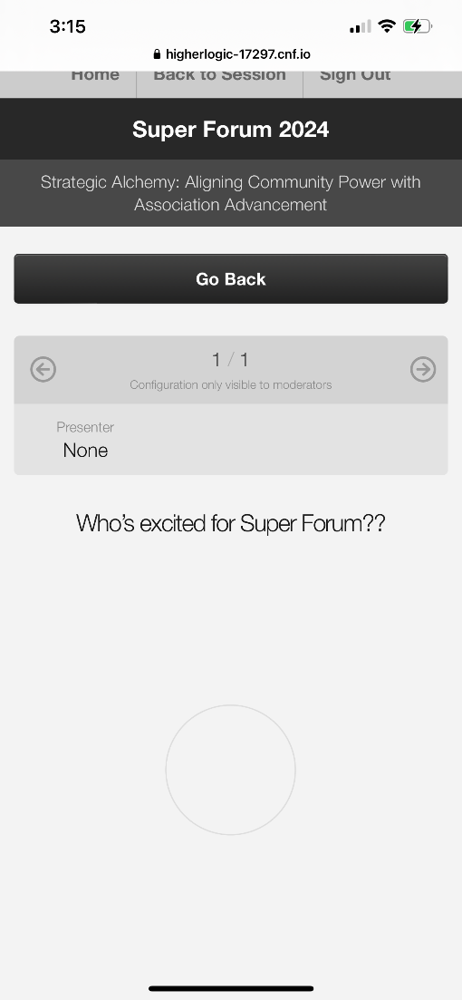 3:15
higherlogic-17297.cnf.io
Home Back to Session Sign Out
Super Forum 2024
Strategic Alchemy: Aligning Community Power with
Association Advancement
Go Back
1 / 1
Configuration only visible to moderators
Presenter
None
Who's excited for Super Forum??